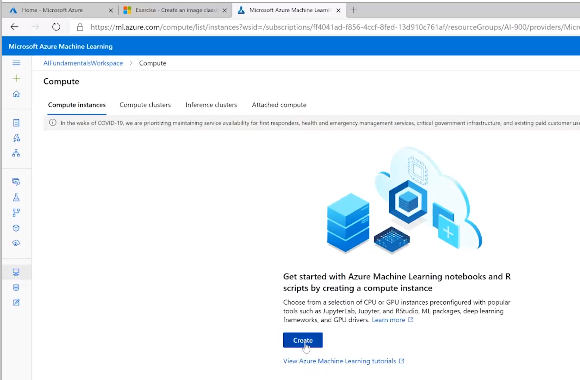 Home - Microsoft Azure
Exercise - Create an image classi
Microsoft Azure Machine Learnin
https://ml.azure.com/compute/list/instances?wsid=/subscriptions/ff4041ad-f856-4ccf-8fed-13d910c761af/resourceGroups/AI-900/providers/Micr
Microsoft Azure Machine Learning
AIFundamentalsWorkspace > Compute
Compute
Compute instances Compute clusters Inference clusters Attached compute
In the wake of COVID-19, we are prioritizing maintaining service availability for first responders, health and emergency management services, critical government infrastructure, and existing paid customer us
Get started with Azure Machine Learning notebooks and R
scripts by creating a compute instance
Choose from a selection of CPU or GPU instances preconfigured with popular
tools such as JupyterLab, Jupyter, and RStudio, ML packages, deep learning
frameworks, and GPU drivers. Learn more
Create
View Azure Machine Learning tutorials